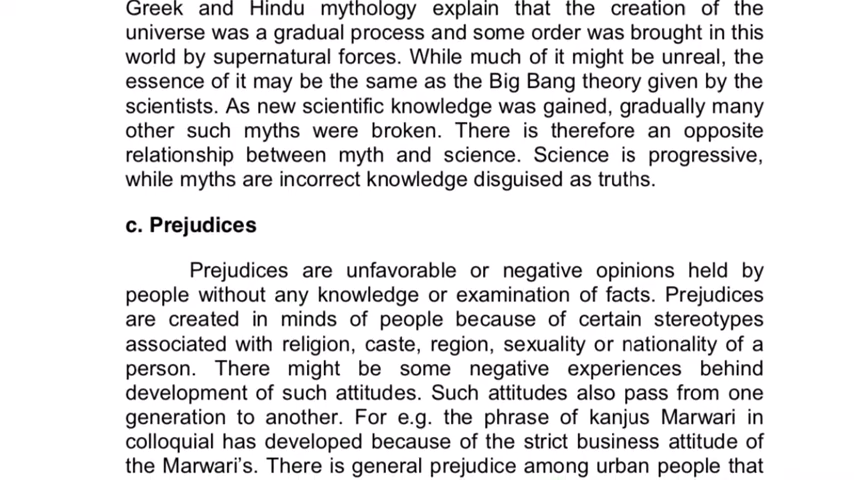 Greek and Hindu mythology explain that the creation of the
universe was a gradual process and some order was brought in this
world by supernatural forces. While much of it might be unreal, the
essence of it may be the same as the Big Bang theory given by the
scientists. As new scientific knowledge was gained, gradually many
other such myths were broken. There is therefore an opposite
relationship between myth and science. Science is progressive,
while myths are incorrect knowledge disguised as truths.
c. Prejudices
Prejudices are unfavorable or negative opinions held by
people without any knowledge or examination of facts. Prejudices
are created in minds of people because of certain stereotypes
associated with religion, caste, region, sexuality or nationality of a
person. There might be some negative experiences behind
development of such attitudes. Such attitudes also pass from one
generation to another. For e.g. the phrase of kanjus Marwari in
colloquial has developed because of the strict business attitude of
the Marwari's. There is general prejudice among urban people that